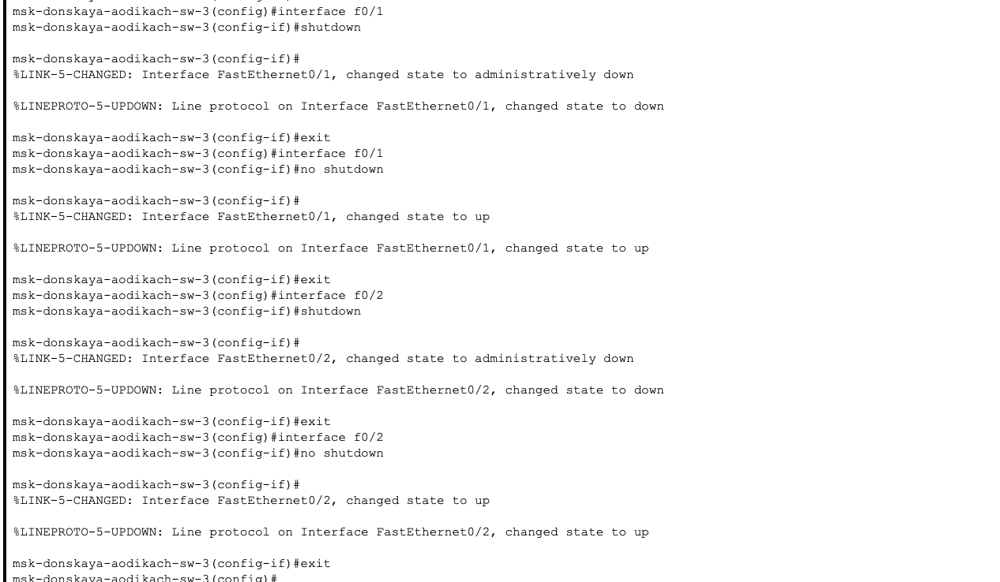 msk-donskaya-aodikach-sw-3(config)#interface f0/1
msk-donskaya-aodikach-sw-3(config-if)#shutdown
msk-donskaya-aodikach-sw-3(config-if)#
%LINK-5-CHANGED: Interface FastEthernet0/1, changed state to administratively down
%LINEPROTO-5-UPDOWN: Line protocol on Interface FastEthernet0/1, changed state to down
msk-donskaya-aodikach-sw-3(config-if)#exit
msk-donskaya-aodikach-sw-3(config)#interface f0/1
msk-donskaya-aodikach-sw-3(config-if)#no shutdown
msk-donskaya-aodikach-sw-3(config-if)#
%LINK-5-CHANGED: Interface FastEthernet0/1, changed state to up
%LINEPROTO-5-UPDOWN: Line protocol on Interface FastEthernet0/1, changed state to up
msk-donskaya-aodikach-sw-3(config-if)#exit
msk-donskaya-aodikach-sw-3(config)#interface f0/2
msk-donskaya-aodikach-sw-3(config-if)#shutdown
msk-donskaya-aodikach-sw-3(config-if)#
%LINK-5-CHANGED: Interface FastEthernet0/2, changed state to administratively down
%LINEPROTO-5-UPDOWN: Line protocol on Interface FastEthernet0/2, changed state to down
msk-donskaya-aodikach-sw-3(config-if)#exit
msk-donskaya-aodikach-sw-3(config)#interface f0/2
msk-donskaya-aodikach-sw-3(config-if)#no shutdown
msk-donskaya-aodikach-sw-3(config-if)#
%LINK-5-CHANGED: Interface FastEthernet0/2, changed state to up
%LINEPROTO-5-UPDOWN: Line protocol on Interface FastEthernet0/2, changed state to up
msk-donskaya-aodikach-sw-3(config-if)#exit
msk-donskaya-aodikach-sw-3(config)#